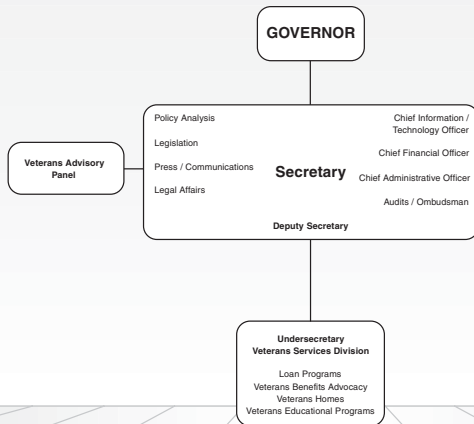 GOVERNOR
Policy Analysis
Legislation
Press / Communications
Legal Affairs
Secretary
Chief Information /
Technology Officer
Chief Financial Officer
Chief Administrative Officer
Audits / Ombudsman
Deputy Secretary
Veterans Advisory
Panel
Undersecretary
Veterans Services Division
Loan Programs
Veterans Benefits Advocacy
Veterans Homes
Veterans Educational Programs